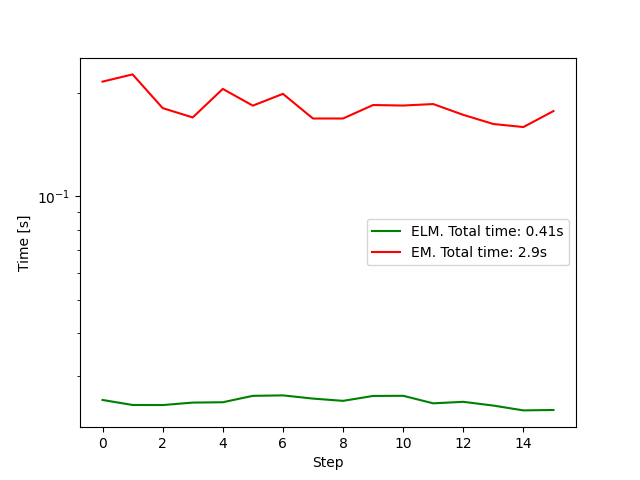 Time [s]
10⁻¹
ELM. Total time: 0.41s
EM. Total time: 2.9s
0 2 4 6 8 10 12 14
Step